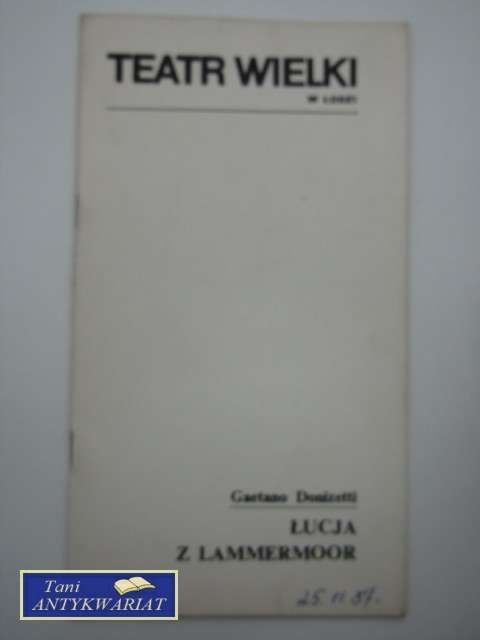 TEATR WIELKI
W ŁODZI
Gaetano Donizetti
ŁUCJA
Z LAMMERMOOR
25.11.87.
Tani
ANTYKWARIAT